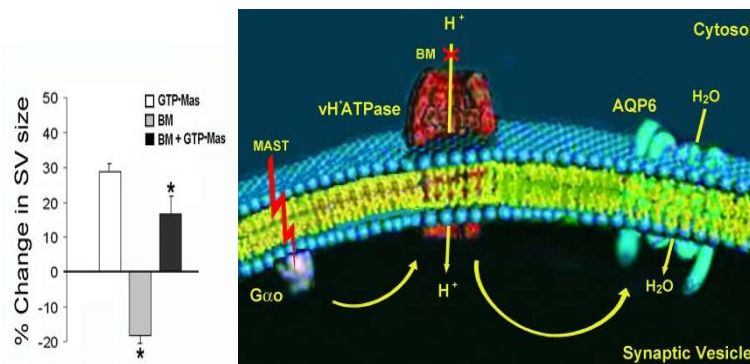 % Change in SV size
50
40
30
20
10
0
-10
-20
*
*
GTP•Mas
BM
BM + GTP•Mas
H+
Cytosol
BM
vH+ATPase
AQP6
H2O
MAST
Gαo
H+
H2O
Synaptic Vesicle